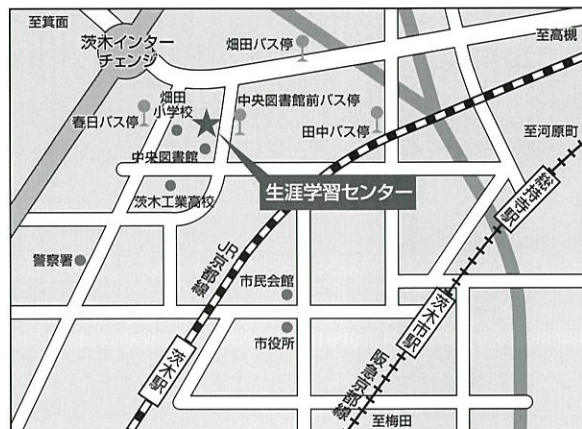 至箕面
茨木インター
チェンジ
畑田バス停
至高槻
畑田
小学校
中央図書館前バス停
春日バス停
田中バス停
至河原町
中央図書館
総持寺駅
生涯学習センター
茨木工業高校
警察署
JR京都線
市民会館
茨木市駅
市役所
茨木駅
阪急京都線
至梅田